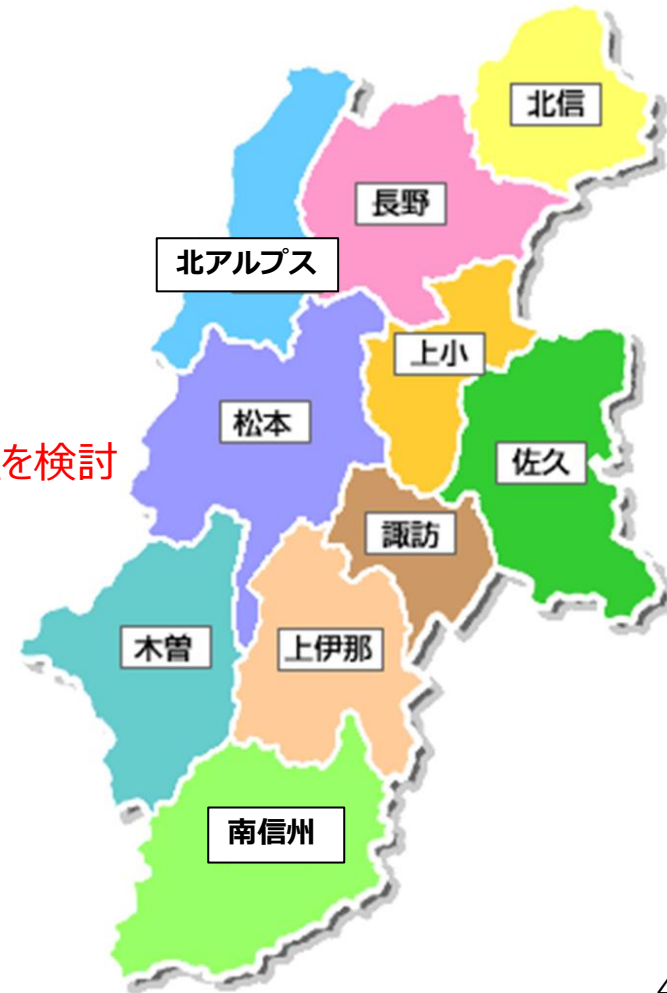 北信
長野
北アルプス
上小
松本
を検討
佐久
諏訪
木曽
上伊那
南信州